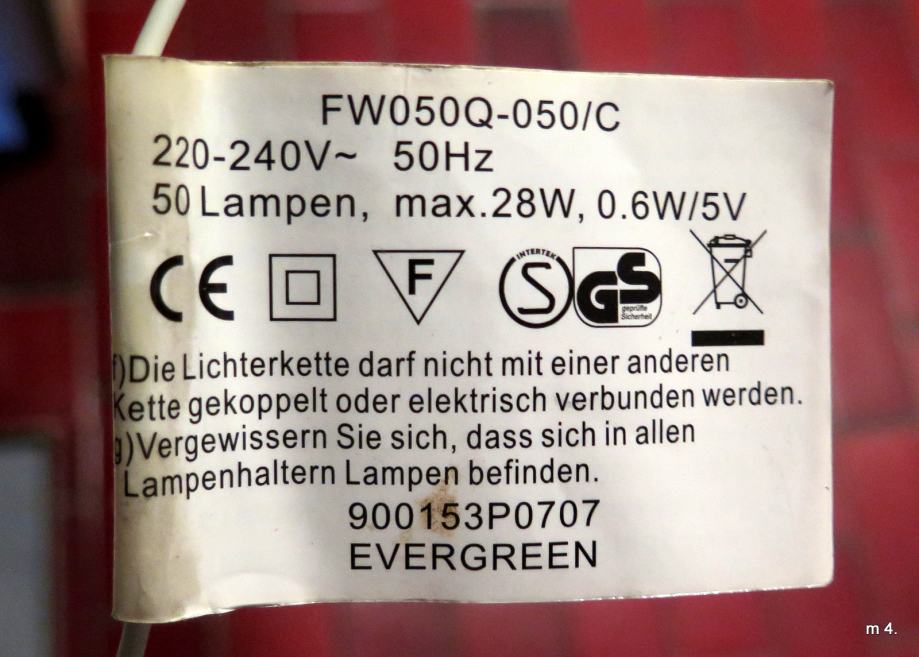 FW050Q-050/C
220-240V~ 50Hz
50 Lampen, max.28W, 0.6W/5V
CE F INTERTEK S GS geprüfte Sicherheit
f)Die Lichterkette darf nicht mit einer anderen
Kette gekoppelt oder elektrisch verbunden werden.
g)Vergewissern Sie sich, dass sich in allen
Lampenhaltern Lampen befinden.
900153P0707
EVERGREEN
m 4.